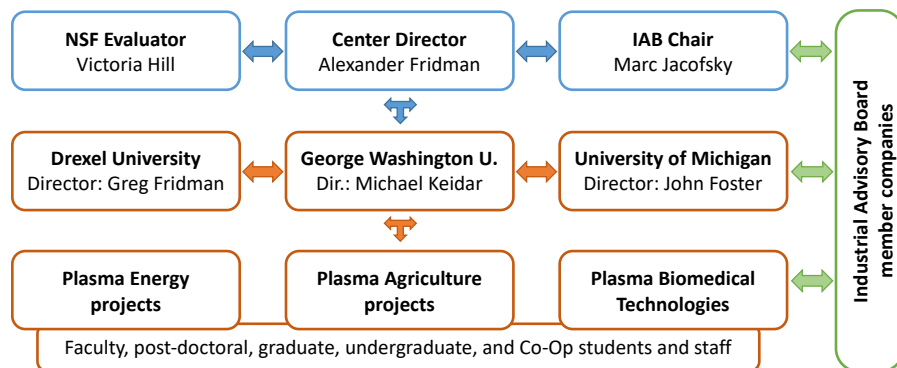 NSF Evaluator
Victoria Hill
Center Director
Alexander Fridman
IAB Chair
Marc Jacofsky
Drexel University
Director: Greg Fridman
George Washington U.
Dir.: Michael Keidar
University of Michigan
Director: John Foster
Plasma Energy
projects
Plasma Agriculture
projects
Plasma Biomedical
Technologies
Faculty, post-doctoral, graduate, undergraduate, and Co-Op students and staff
Industrial Advisory Board
member companies